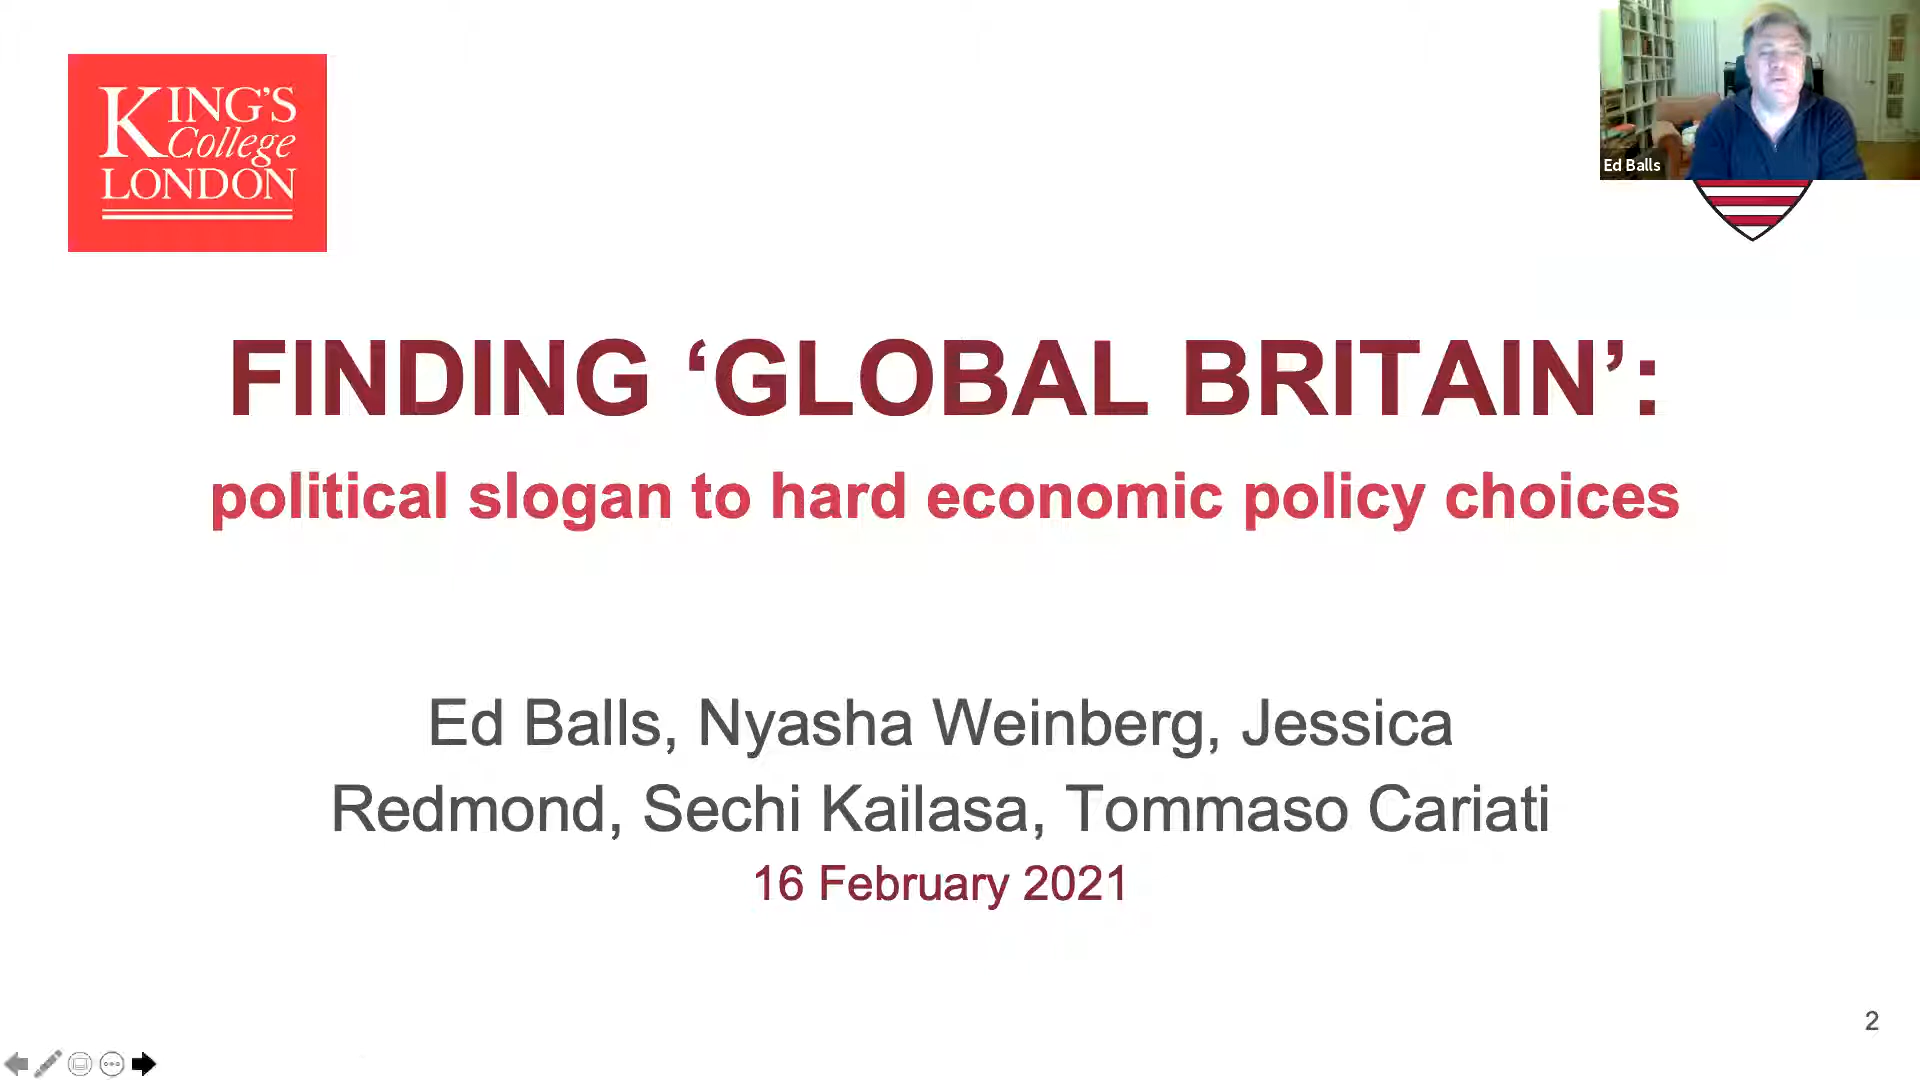 KING'S
College
LONDON
Ed Balls
FINDING ‘GLOBAL BRITAIN’:
political slogan to hard economic policy choices
Ed Balls, Nyasha Weinberg, Jessica
Redmond, Sechi Kailasa, Tommaso Cariati
16 February 2021
2